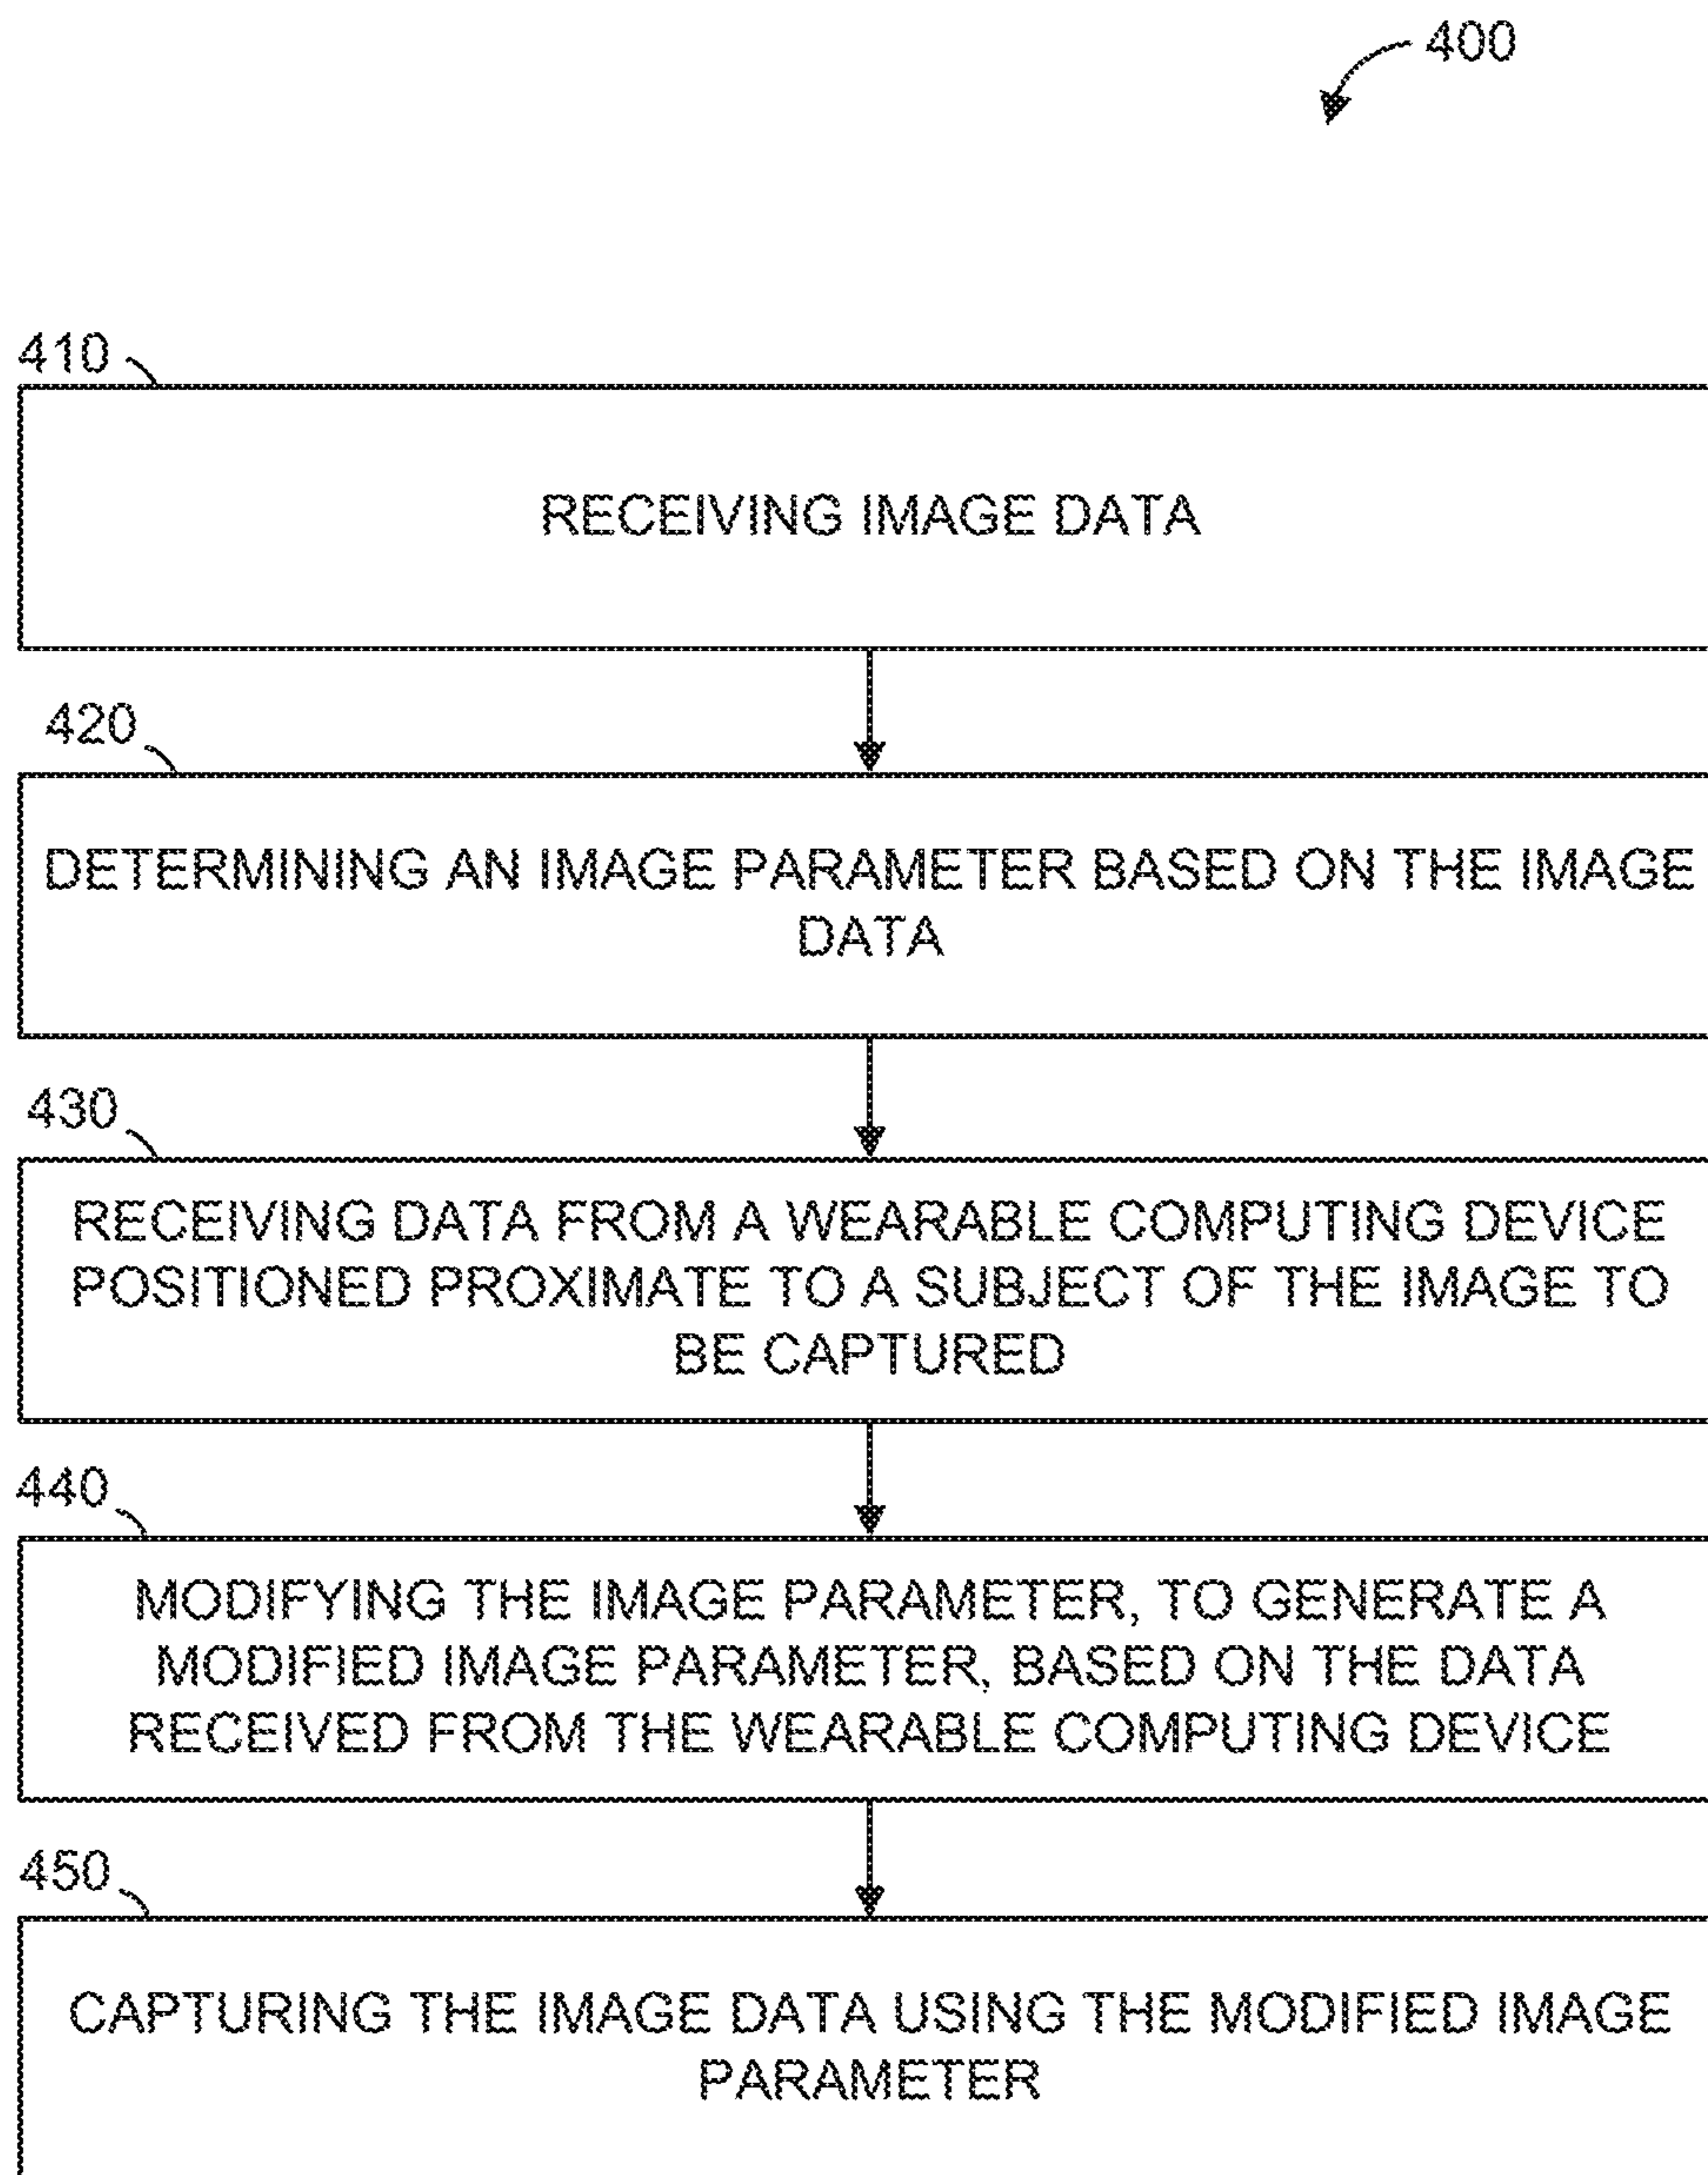 400
410
RECEIVING IMAGE DATA
420
DETERMINING AN IMAGE PARAMETER BASED ON THE IMAGE
DATA
430
RECEIVING DATA FROM A WEARABLE COMPUTING DEVICE
POSITIONED PROXIMATE TO A SUBJECT OF THE IMAGE TO
BE CAPTURED
440
MODIFYING THE IMAGE PARAMETER, TO GENERATE A
MODIFIED IMAGE PARAMETER, BASED ON THE DATA
RECEIVED FROM THE WEARABLE COMPUTING DEVICE
450
CAPTURING THE IMAGE DATA USING THE MODIFIED IMAGE
PARAMETER